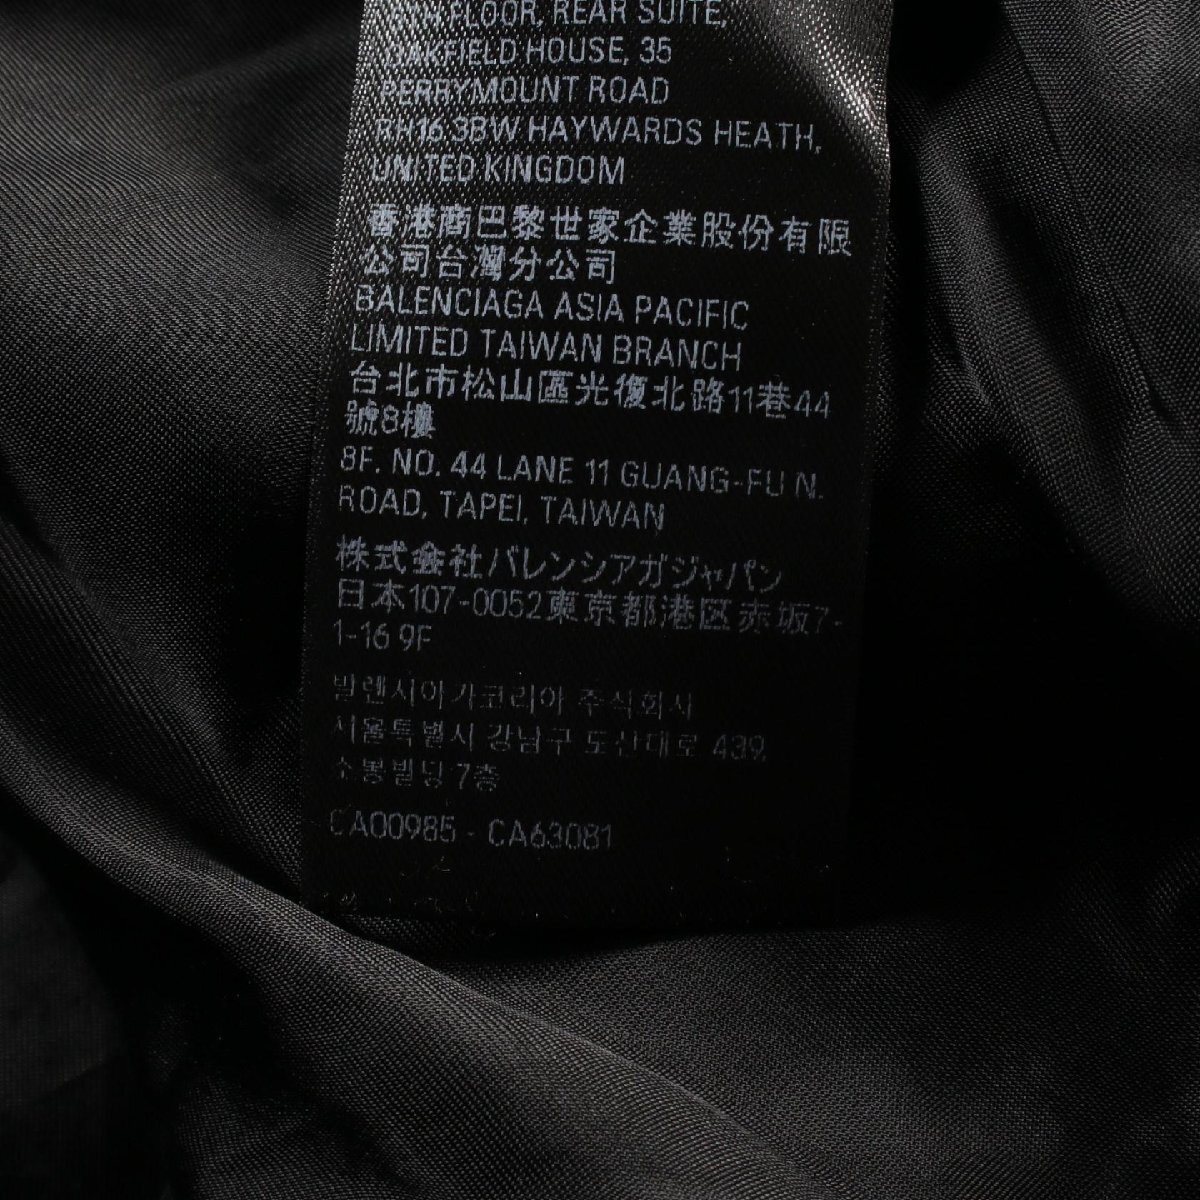 FLOOR, REAR SUITE,
OAKFIELD HOUSE, 35
PERRYMOUNT ROAD
RH16 3BW HAYWARDS HEATH,
UNITED KINGDOM
香港商巴黎世家企業股份有限
公司台灣分公司
BALENCIAGA ASIA PACIFIC
LIMITED TAIWAN BRANCH
台北市松山區光復北路11巷44
號8樓
8F. NO. 44 LANE 11 GUANG-FU N.
ROAD, TAPEI, TAIWAN
株式會社バレンシアガジャパン
日本107-0052東京都港区赤坂7-
1-16 9F
발렌시아가코리아 주식회사
서울특별시 강남구 도산대로 439,
소봉빌딩 7층
CA00985 - CA63081